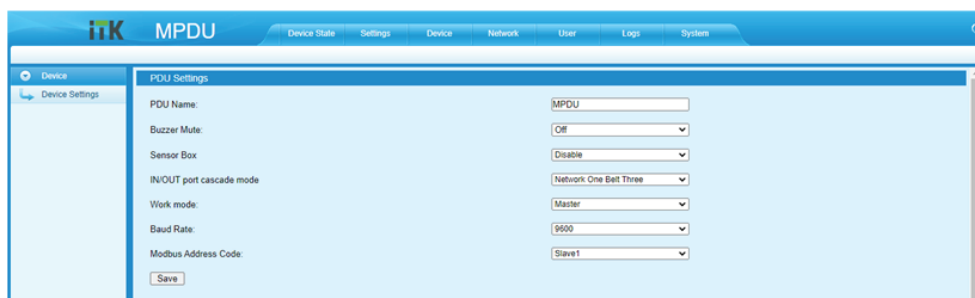 iTK MPDU Device State Settings Device Network User Logs System
Device PDU Settings
Device Settings
PDU Name: MPDU
Buzzer Mute: Off
Sensor Box Disable
IN/OUT port cascade mode Network One Belt Three
Work mode: Master
Baud Rate: 9600
Modbus Address Code: Slave1
Save